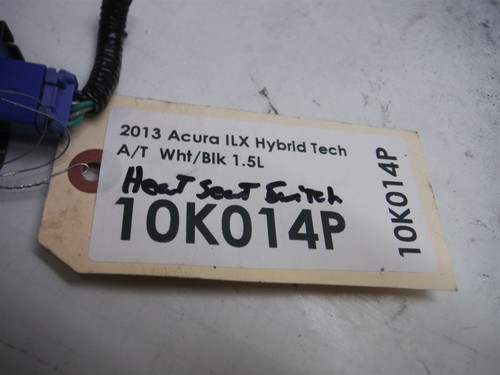 2013 Acura ILX Hybrid Tech
A/T Wht/Blk 1.5L
Heat Seat Switch
10K014P
10K014P